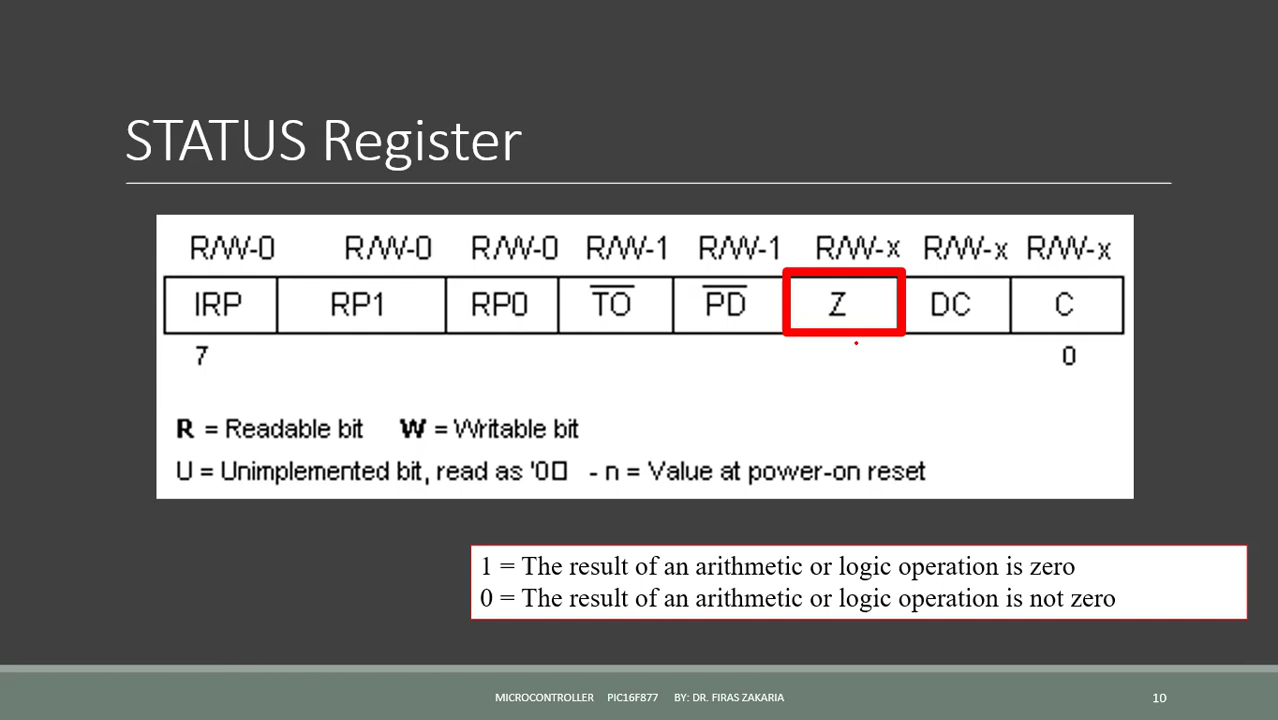 STATUS Register
R/W-0 R/W-0 R/W-0 R/W-1 R/W-1 R/W-x R/W-x R/W-x
IRP RP1 RP0 T̅O̅ P̅D̅ Z DC C
7 0
R = Readable bit W = Writable bit
U = Unimplemented bit, read as '0□ - n = Value at power-on reset
1 = The result of an arithmetic or logic operation is zero
0 = The result of an arithmetic or logic operation is not zero
MICROCONTROLLER PIC16F877 BY: DR. FIRAS ZAKARIA 10